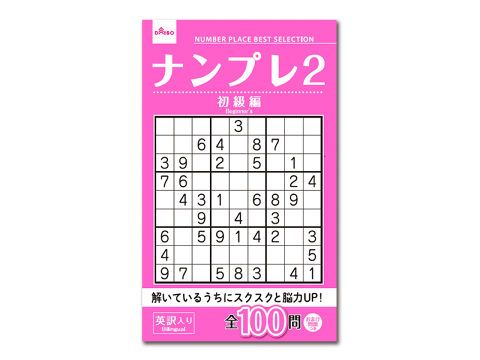 DAISO
NUMBER PLACE BEST SELECTION
ナンプレ2
初級編
Beginner's
3
6 4 8 7
3 9 2 5 1
7 6 2 4
4 3 1 6 8 9
9 4 3
6 5 9 1 4 2 3
4 5
9 7 5 8 3 4 1
解いているうちにスクスクと脳力UP!
英訳入り
Bilingual
全100問